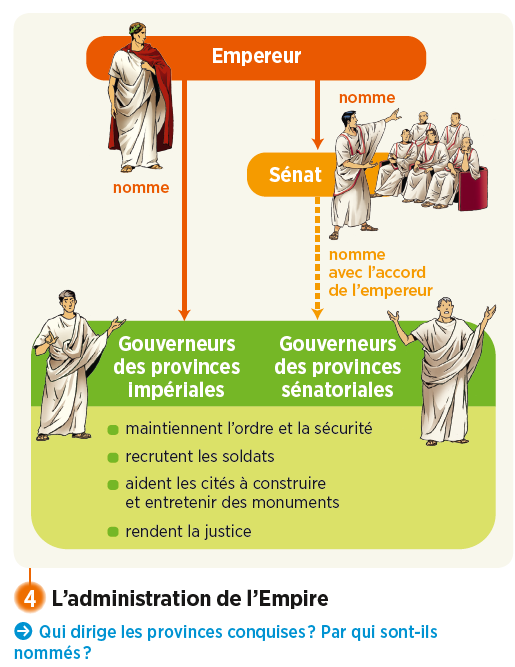 Empereur
nomme
nomme
Sénat
nomme
avec l'accord
de l'empereur
Gouverneurs
des provinces
impériales
Gouverneurs
des provinces
sénatoriales
maintiennent l'ordre et la sécurité
recrutent les soldats
aident les cités à construire
et entretenir des monuments
rendent la justice
4 L'administration de l'Empire
Qui dirige les provinces conquises ? Par qui sont-ils
nommés ?